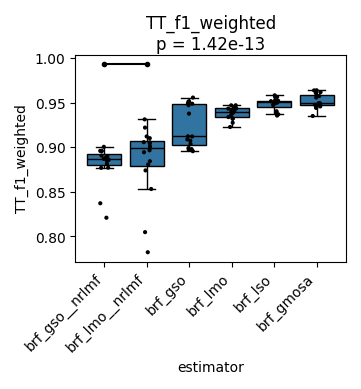 TT_f1_weighted
p = 1.42e-13
1.00
0.95
0.90
0.85
0.80
TT_f1_weighted
brf_gso__nrlmf
brf_lmo__nrlmf
brf_gso
brf_lmo
brf_lso
brf_gmosa
estimator